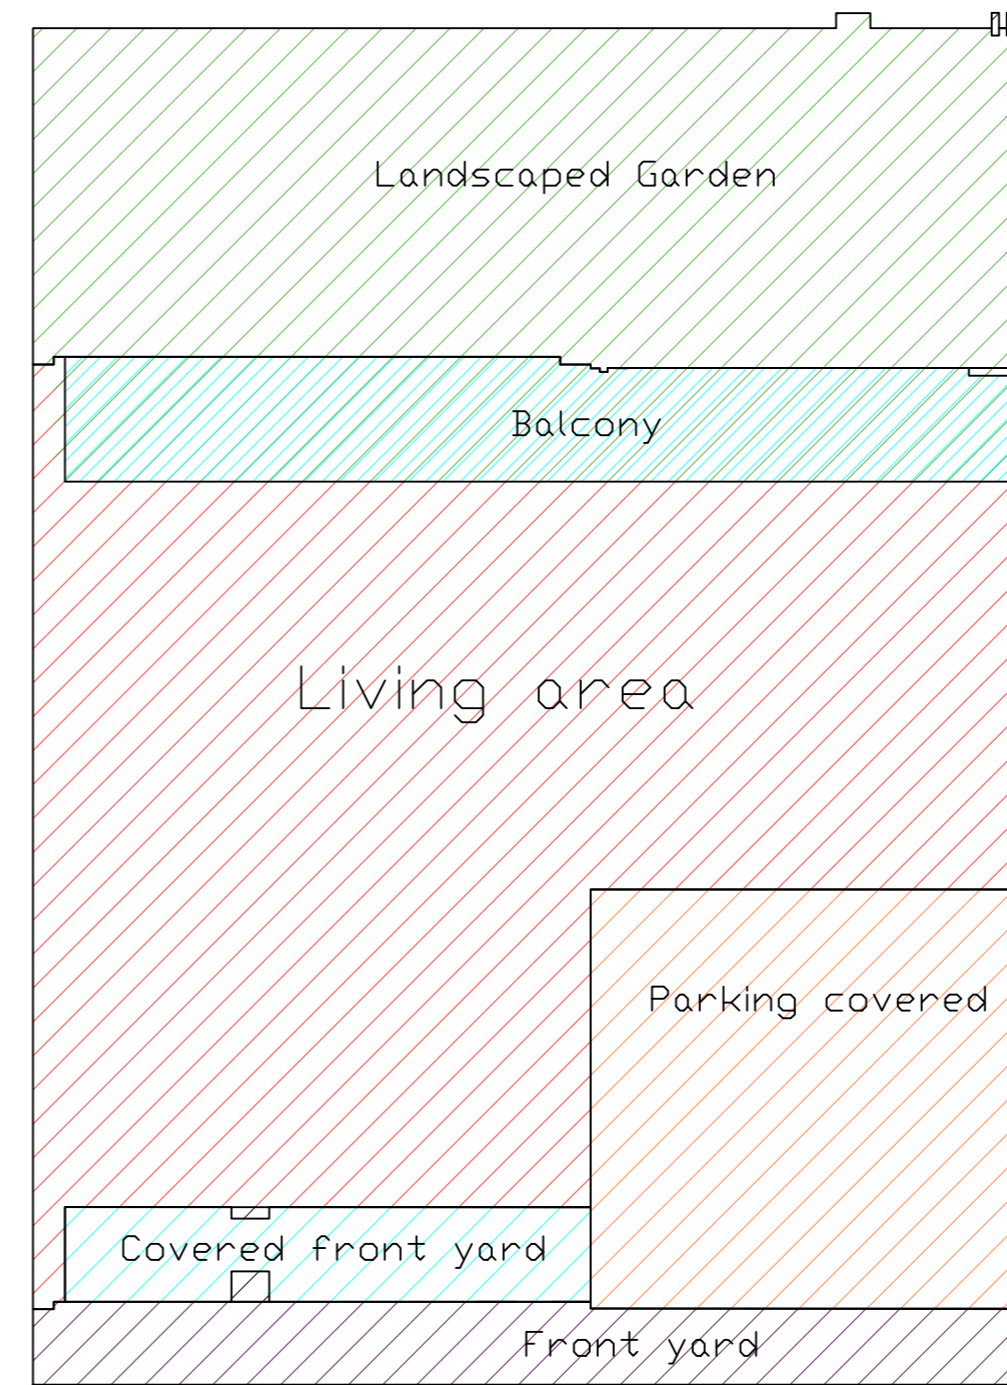 Landscaped Garden
Balcony
Living area
Parking covered
Covered front yard
Front yard